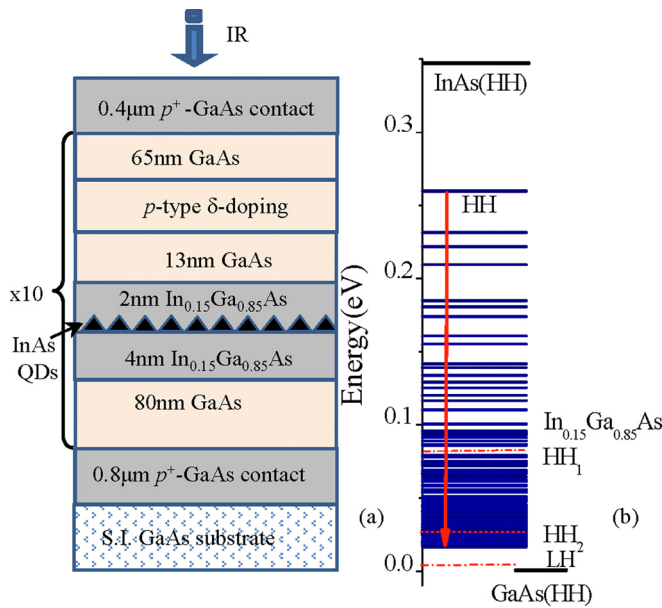 IR
0.4μm p⁺-GaAs contact
65nm GaAs
p-type δ-doping
13nm GaAs
x10
2nm In₀.₁₅Ga₀.₈₅As
InAs
QDs
4nm In₀.₁₅Ga₀.₈₅As
80nm GaAs
0.8μm p⁺-GaAs contact
S.I. GaAs substrate
(a)
Energy(eV)
0.3
0.2
0.1
0.0
InAs(HH)
HH
In₀.₁₅Ga₀.₈₅As
HH₁
(b)
HH₂
LH
GaAs(HH)